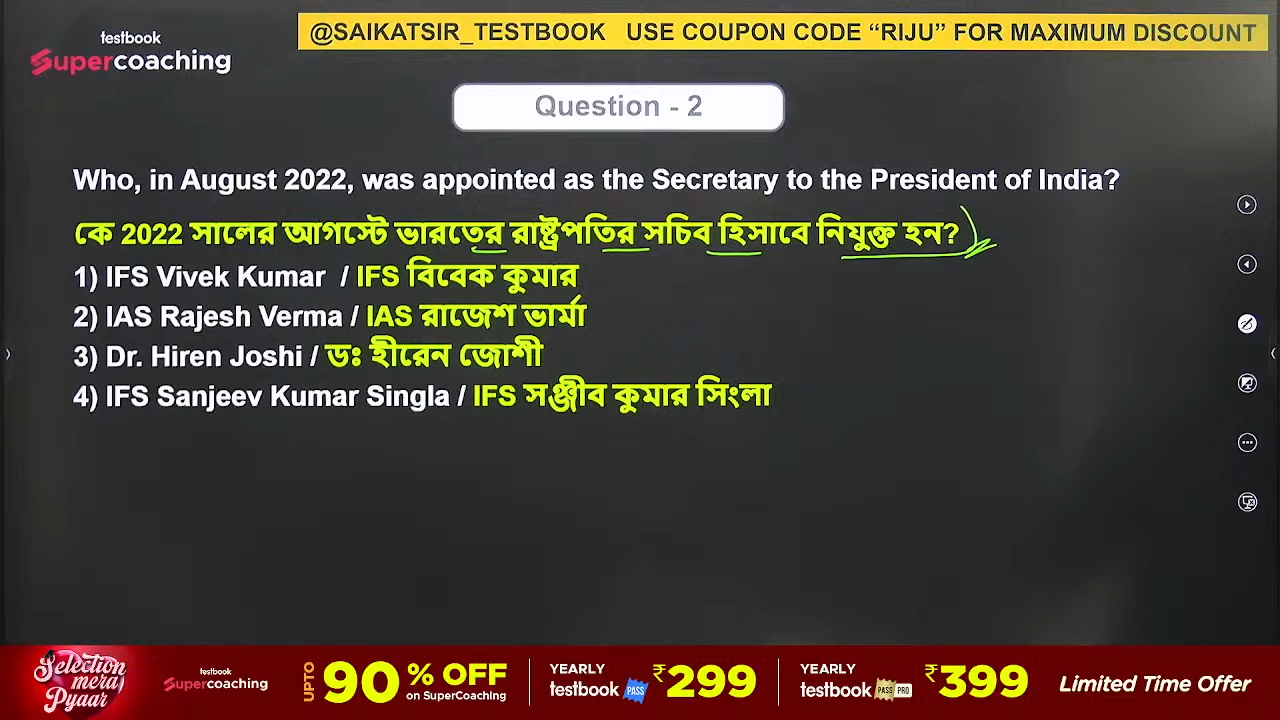 testbook
Supercoaching
@SAIKATSIR_TESTBOOK USE COUPON CODE “RIJU” FOR MAXIMUM DISCOUNT
Question - 2
Who, in August 2022, was appointed as the Secretary to the President of India?
কে 2022 সালের আগস্টে ভারতের রাষ্ট্রপতির সচিব হিসাবে নিযুক্ত হন?
1) IFS Vivek Kumar / IFS বিবেক কুমার
2) IAS Rajesh Verma / IAS রাজেশ ভার্মা
3) Dr. Hiren Joshi / ডঃ হীরেন জোশী
4) IFS Sanjeev Kumar Singla / IFS সঞ্জীব কুমার সিংলা
Selection mera Pyaar
testbook
Supercoaching
UPTO 90% OFF on SuperCoaching
YEARLY testbook PASS ₹299
YEARLY testbook PASS PRO ₹399
Limited Time Offer